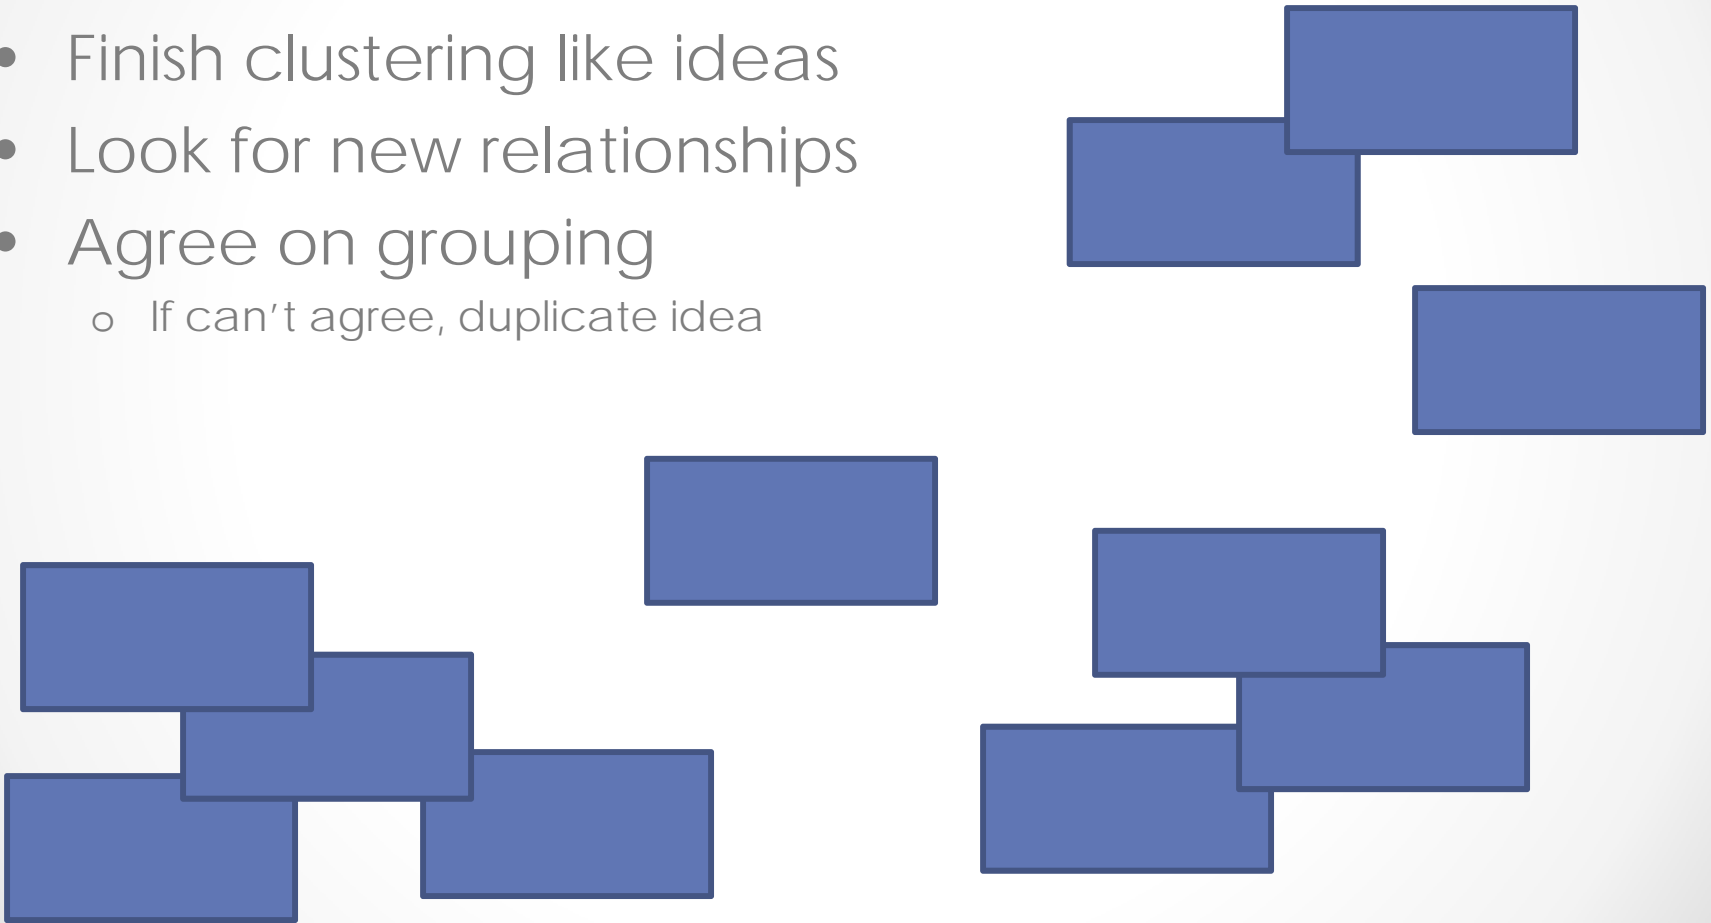 • Finish clustering like ideas
• Look for new relationships
• Agree on grouping
o If can't agree, duplicate idea